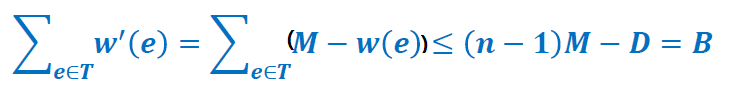 ∑_{e∈T} w′(e) = ∑_{e∈T} (M − w(e)) ≤ (n − 1)M − D = B